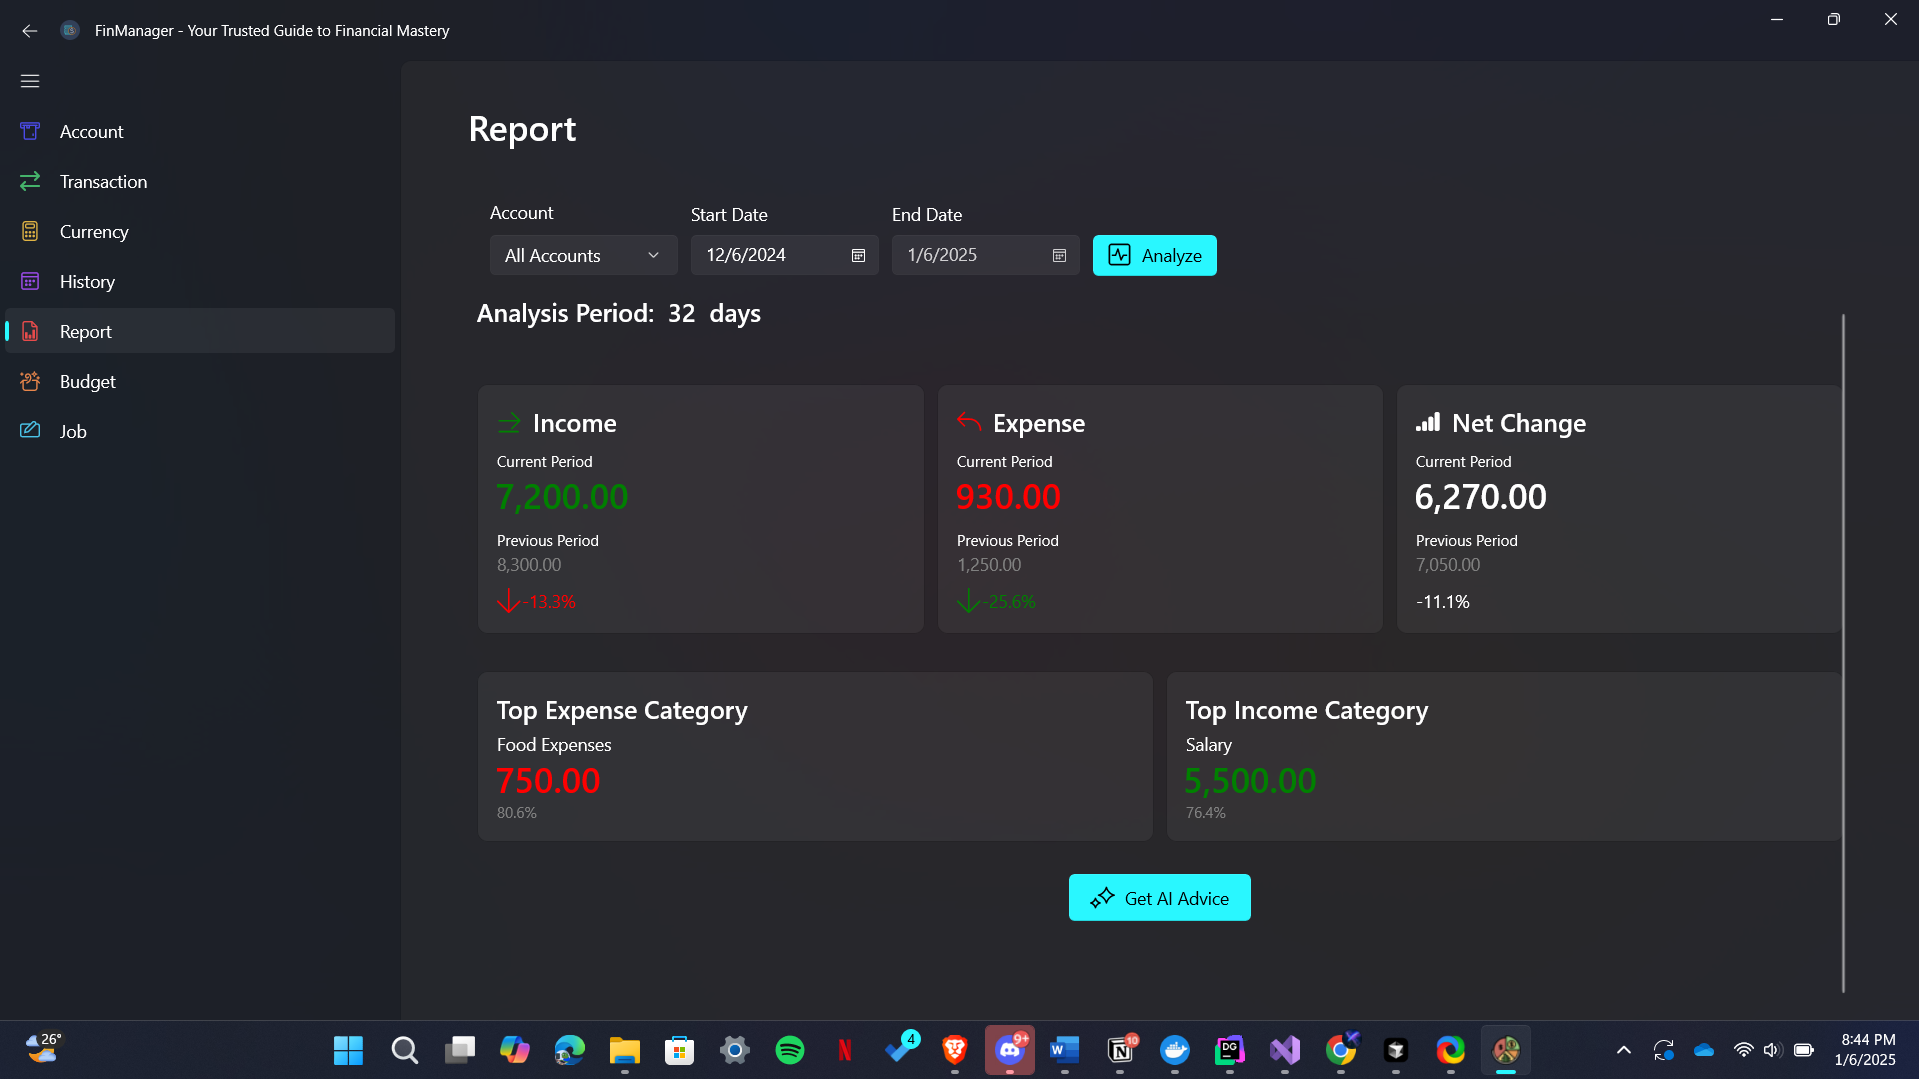 FinManager - Your Trusted Guide to Financial Mastery
Account
Transaction
Currency
History
Report
Budget
Job
Report
Account Start Date End Date
All Accounts 12/6/2024 1/6/2025 Analyze
Analysis Period: 32 days
Income
Current Period
7,200.00
Previous Period
8,300.00
-13.3%
Expense
Current Period
930.00
Previous Period
1,250.00
-25.6%
Net Change
Current Period
6,270.00
Previous Period
7,050.00
-11.1%
Top Expense Category
Food Expenses
750.00
80.6%
Top Income Category
Salary
5,500.00
76.4%
Get AI Advice
26°
4
9+
W
N
10
DG
8:44 PM
1/6/2025